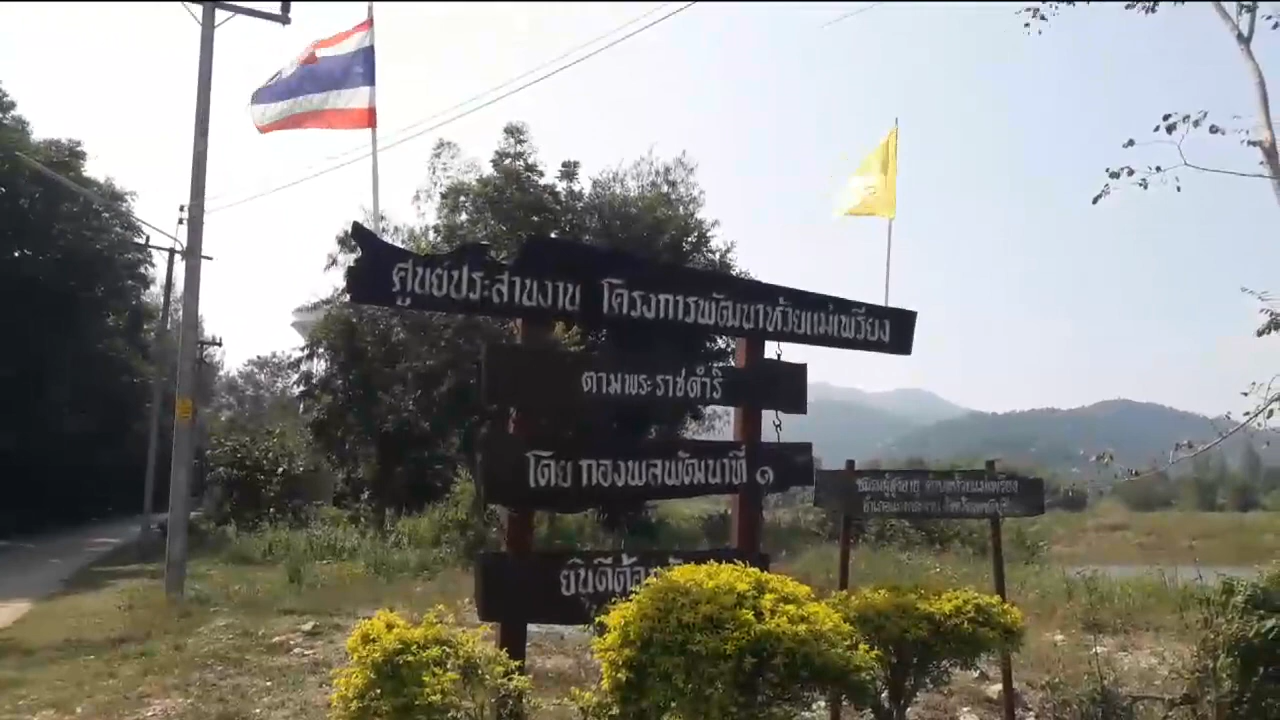 ศูนย์ประสานงาน โครงการพัฒนาห้วยแม่เพรียง
ตามพระราชดำริ
โดย กองพลพัฒนาที่ ๑
ยินดีต้อ